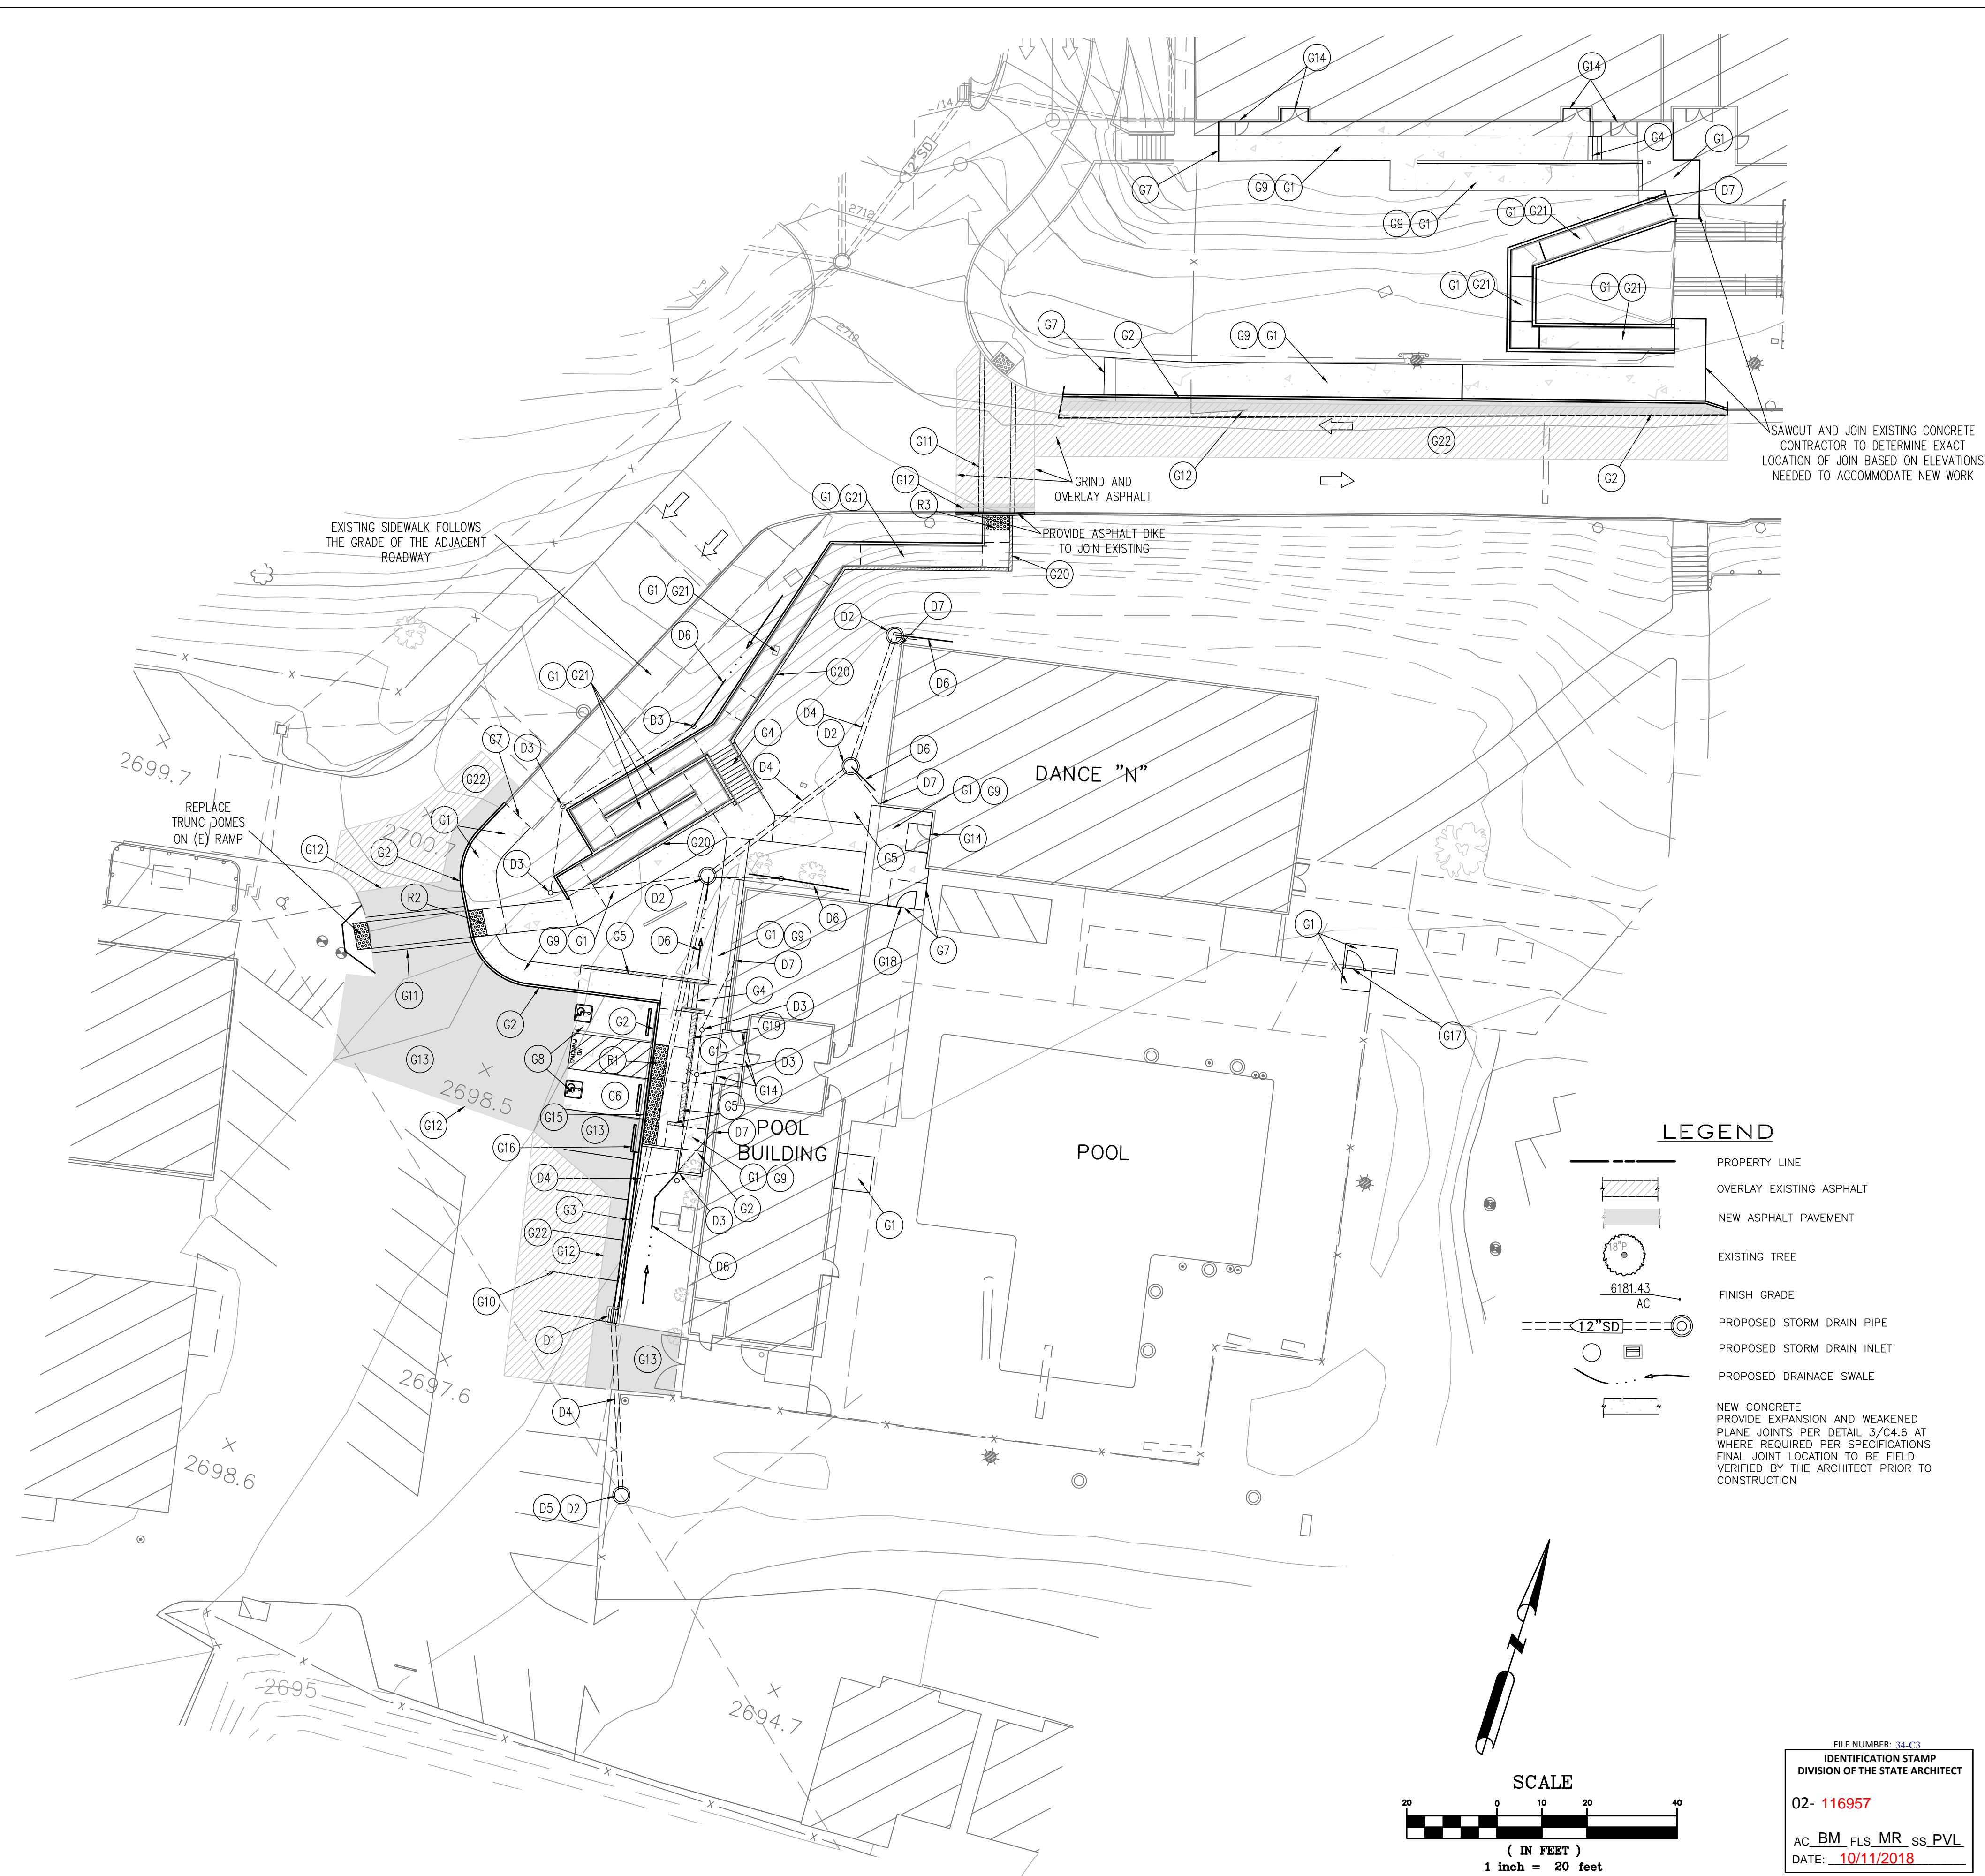 G14
G14
/14
12"SD
G4
G1
G7
G9 G1
D7
2712
G9 G1
G1 G21
G1 G21
G1 G21
2710
G7
G2
G9 G1
SAWCUT AND JOIN EXISTING CONCRETE
CONTRACTOR TO DETERMINE EXACT
LOCATION OF JOIN BASED ON ELEVATIONS
NEEDED TO ACCOMMODATE NEW WORK
G11
G22
G12
G2
GRIND AND
OVERLAY ASPHALT
G12
G1 G21
R3
EXISTING SIDEWALK FOLLOWS
THE GRADE OF THE ADJACENT
ROADWAY
PROVIDE ASPHALT DIKE
TO JOIN EXISTING
G20
G1 G21
D7
D2
D6
G20
D6
G1 G21
D4
D3
G4
D2
G7
D3
D6
2699.7
D4
DANCE "N"
G22
D7
G1 G9
REPLACE
TRUNC DOMES
ON (E) RAMP
G1
2700.7
G14
G20
G12
G2
G5
D3
R2
D2
D6
G1
G5
G1 G9
G9 G1
D6
G7
G18
D7
G11
G4
D3
G2
G2
G19
G17
G13
G8
NO
PARKING
R1
G1
D3
2698.5
G6
G14
G5
G15
G12
G13
D7
POOL
BUILDING
POOL
G16
D4
G1 G9
G3
G2
D3
G1
G22
G12
D6
G10
D1
G13
2697.6
D4
2698.6
D5 D2
2695
2694.7
LEGEND
PROPERTY LINE
OVERLAY EXISTING ASPHALT
NEW ASPHALT PAVEMENT
18"P
EXISTING TREE
6181.43
AC
FINISH GRADE
12"SD
PROPOSED STORM DRAIN PIPE
PROPOSED STORM DRAIN INLET
PROPOSED DRAINAGE SWALE
NEW CONCRETE
PROVIDE EXPANSION AND WEAKENED
PLANE JOINTS PER DETAIL 3/C4.6 AT
WHERE REQUIRED PER SPECIFICATIONS
FINAL JOINT LOCATION TO BE FIELD
VERIFIED BY THE ARCHITECT PRIOR TO
CONSTRUCTION
N
SCALE
20 0 10 20 40
( IN FEET )
1 inch = 20 feet
FILE NUMBER: 34-C3
IDENTIFICATION STAMP
DIVISION OF THE STATE ARCHITECT
02- 116957
AC BM FLS MR SS PVL
DATE: 10/11/2018